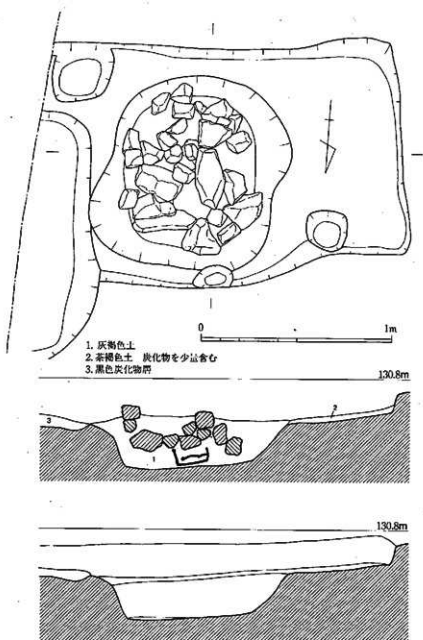 0 1m
1. 灰褐色土
2. 茶褐色土 炭化物を少量含む
3. 黒色炭化物層
130.8m
3
2
1
130.8m